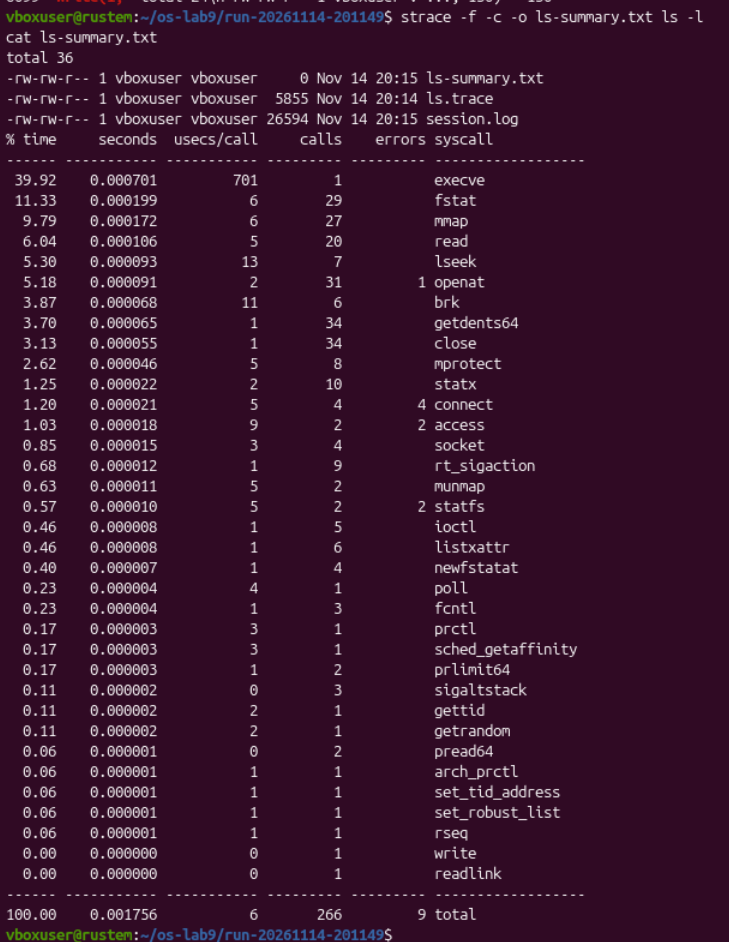 vboxuser@rustem:~/os-lab9/run-20261114-201149$ strace -f -c -o ls-summary.txt ls -l
cat ls-summary.txt
total 36
-rw-rw-r-- 1 vboxuser vboxuser     0 Nov 14 20:15 ls-summary.txt
-rw-rw-r-- 1 vboxuser vboxuser  5855 Nov 14 20:14 ls.trace
-rw-rw-r-- 1 vboxuser vboxuser 26594 Nov 14 20:15 session.log
% time     seconds  usecs/call     calls    errors syscall
------ ----------- ----------- --------- --------- ------------------
 39.92    0.000701         701         1           execve
 11.33    0.000199           6        29           fstat
  9.79    0.000172           6        27           mmap
  6.04    0.000106           5        20           read
  5.30    0.000093          13         7           lseek
  5.18    0.000091           2        31         1 openat
  3.87    0.000068          11         6           brk
  3.70    0.000065           1        34           getdents64
  3.13    0.000055           1        34           close
  2.62    0.000046           5         8           mprotect
  1.25    0.000022           2        10           statx
  1.20    0.000021           5         4         4 connect
  1.03    0.000018           9         2         2 access
  0.85    0.000015           3         4           socket
  0.68    0.000012           1         9           rt_sigaction
  0.63    0.000011           5         2           munmap
  0.57    0.000010           5         2         2 statfs
  0.46    0.000008           1         5           ioctl
  0.46    0.000008           1         6           listxattr
  0.40    0.000007           1         4           newfstatat
  0.23    0.000004           4         1           poll
  0.23    0.000004           1         3           fcntl
  0.17    0.000003           3         1           prctl
  0.17    0.000003           3         1           sched_getaffinity
  0.17    0.000003           1         2           prlimit64
  0.11    0.000002           0         3           sigaltstack
  0.11    0.000002           2         1           gettid
  0.11    0.000002           2         1           getrandom
  0.06    0.000001           0         2           pread64
  0.06    0.000001           1         1           arch_prctl
  0.06    0.000001           1         1           set_tid_address
  0.06    0.000001           1         1           set_robust_list
  0.06    0.000001           1         1           rseq
  0.00    0.000000           0         1           write
  0.00    0.000000           0         1           readlink
------ ----------- ----------- --------- --------- ------------------
100.00    0.001756           6       266         9 total
vboxuser@rustem:~/os-lab9/run-20261114-201149$